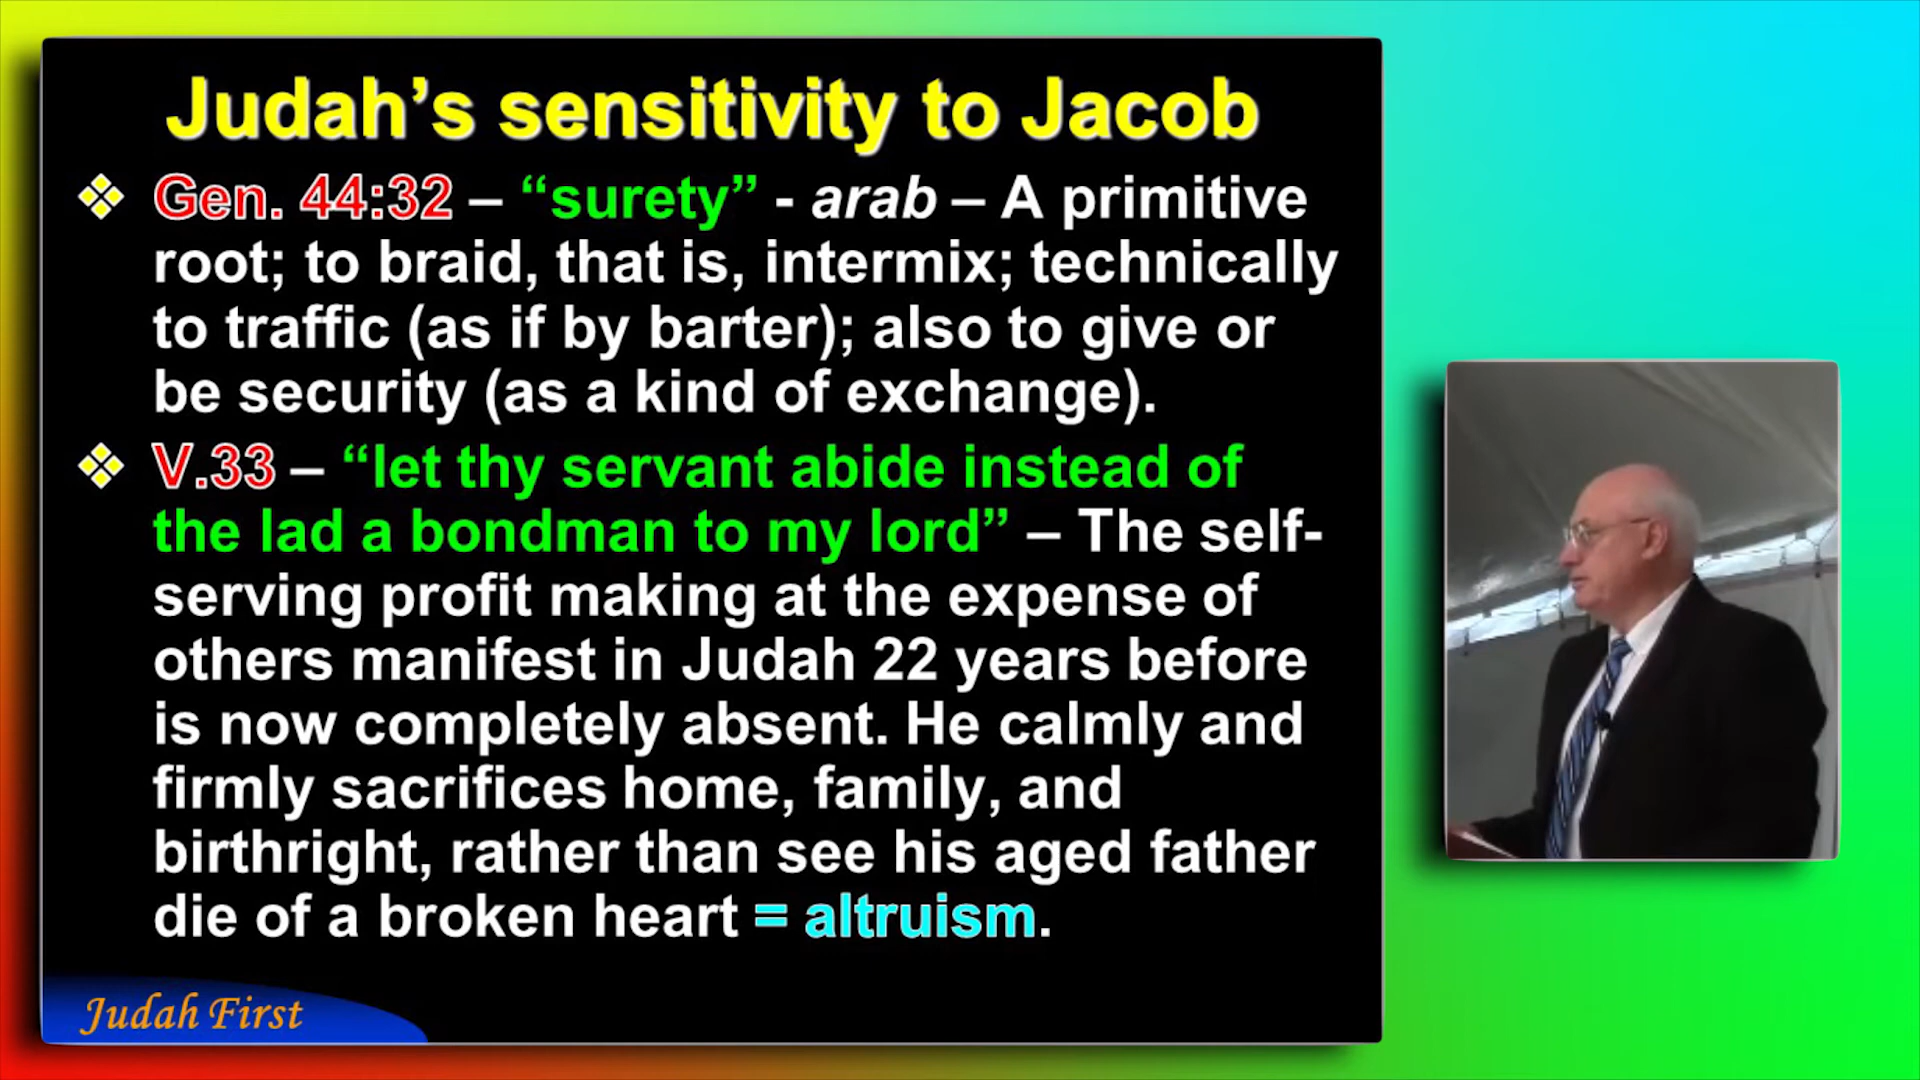 Judah’s sensitivity to Jacob
Gen. 44:32 – “surety” - arab – A primitive
root; to braid, that is, intermix; technically
to traffic (as if by barter); also to give or
be security (as a kind of exchange).
V.33 – “let thy servant abide instead of
the lad a bondman to my lord” – The self-
serving profit making at the expense of
others manifest in Judah 22 years before
is now completely absent. He calmly and
firmly sacrifices home, family, and
birthright, rather than see his aged father
die of a broken heart = altruism.
Judah First